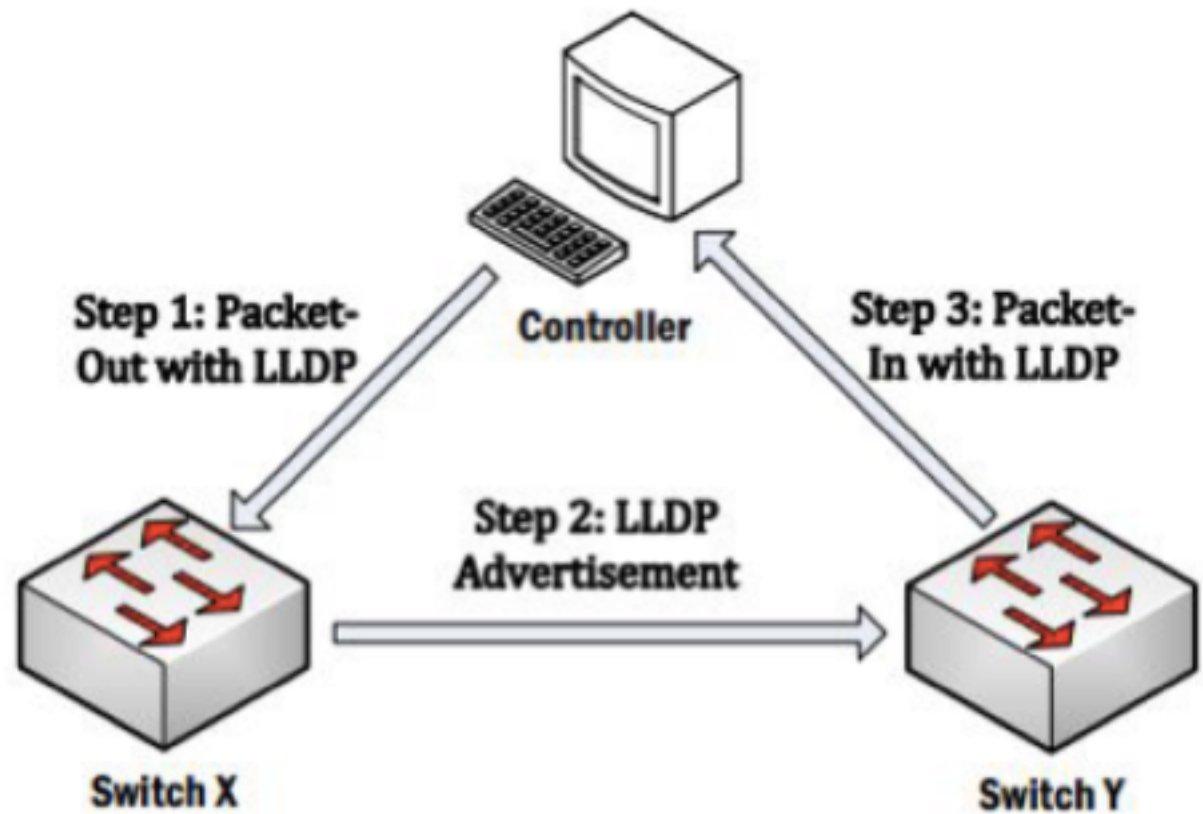 Controller
Step 1: Packet-
Out with LLDP
Step 3: Packet-
In with LLDP
Step 2: LLDP
Advertisement
Switch X
Switch Y